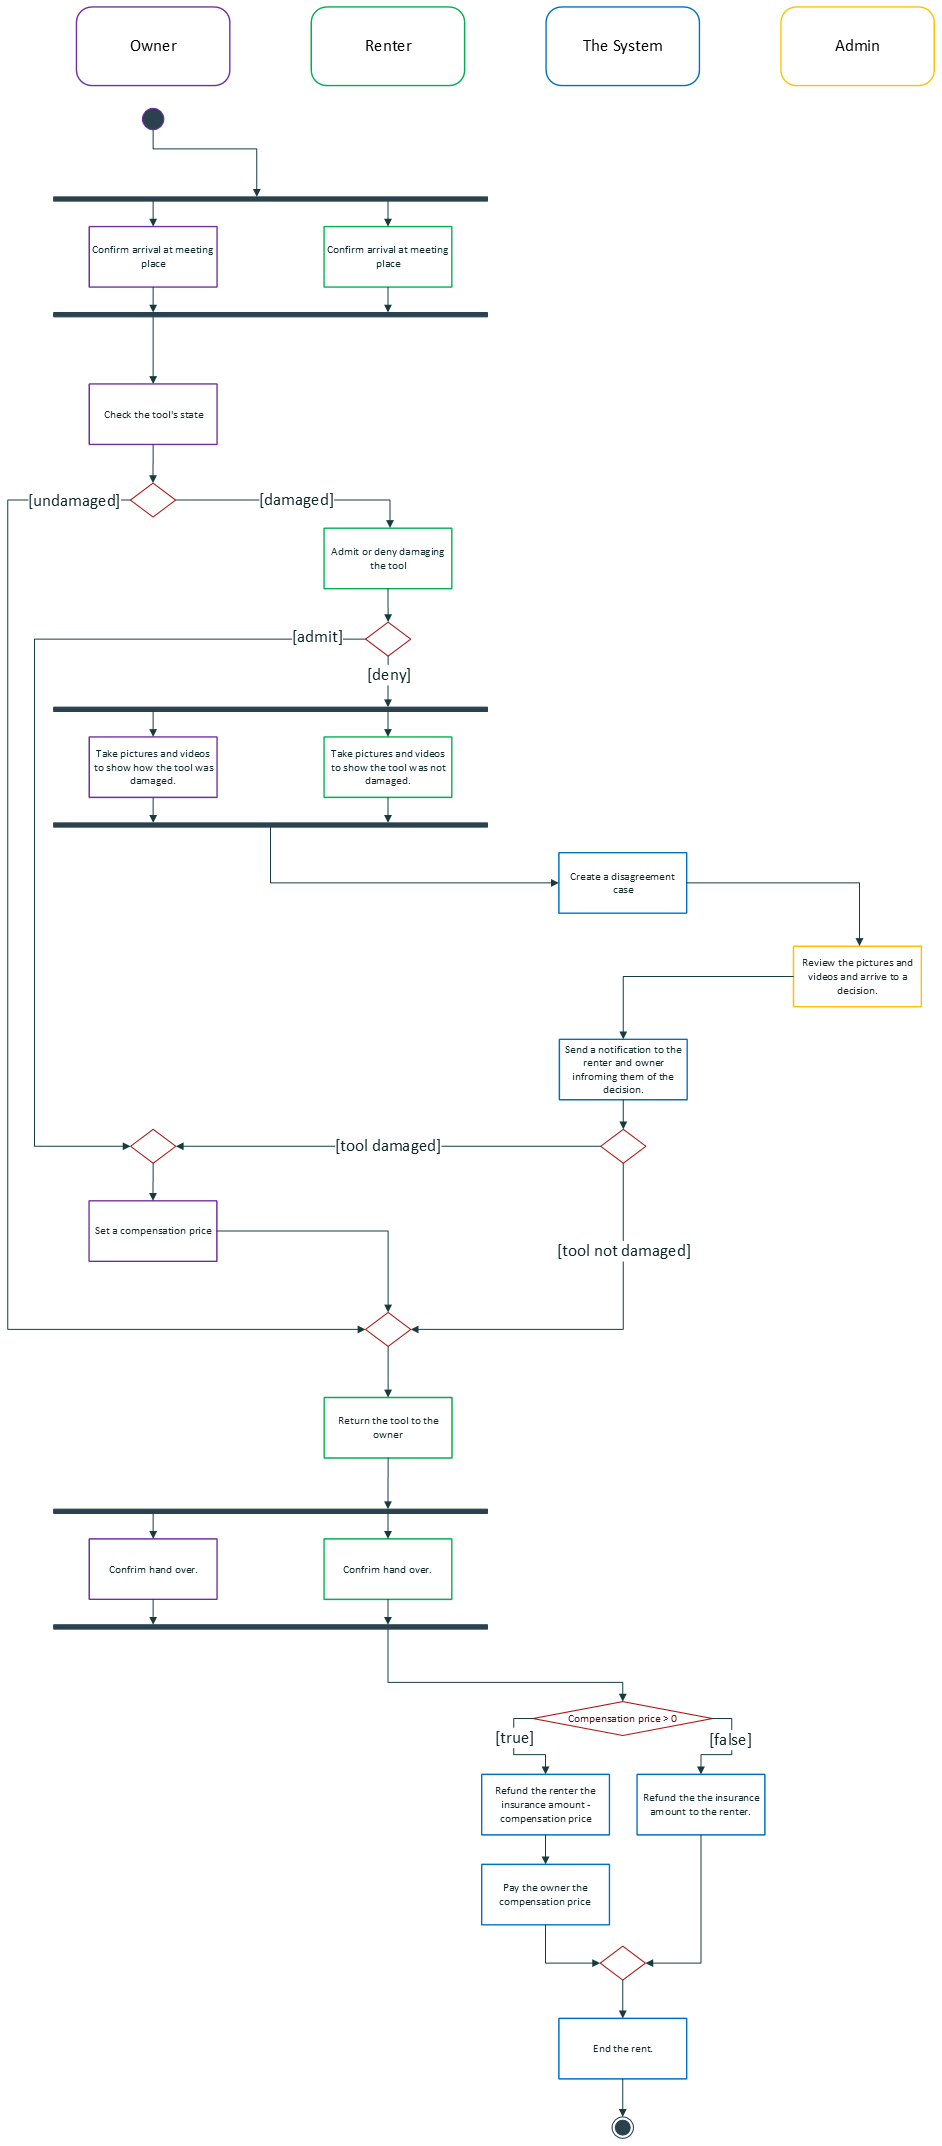 Owner
Renter
The System
Admin
Confirm arrival at meeting
place
Confirm arrival at meeting
place
Check the tool's state
[undamaged]
[damaged]
Admit or deny damaging
the tool
[admit]
[deny]
Take pictures and videos
to show how the tool was
damaged.
Take pictures and videos
to show the tool was not
damaged.
Create a disagreement
case
Review the pictures and
videos and arrive to a
decision.
Send a notification to the
renter and owner
infroming them of the
decision.
[tool damaged]
Set a compensation price
[tool not damaged]
Return the tool to the
owner
Confrim hand over.
Confrim hand over.
Compensation price > 0
[true]
[false]
Refund the renter the
insurance amount -
compensation price
Refund the the insurance
amount to the renter.
Pay the owner the
compensation price
End the rent.